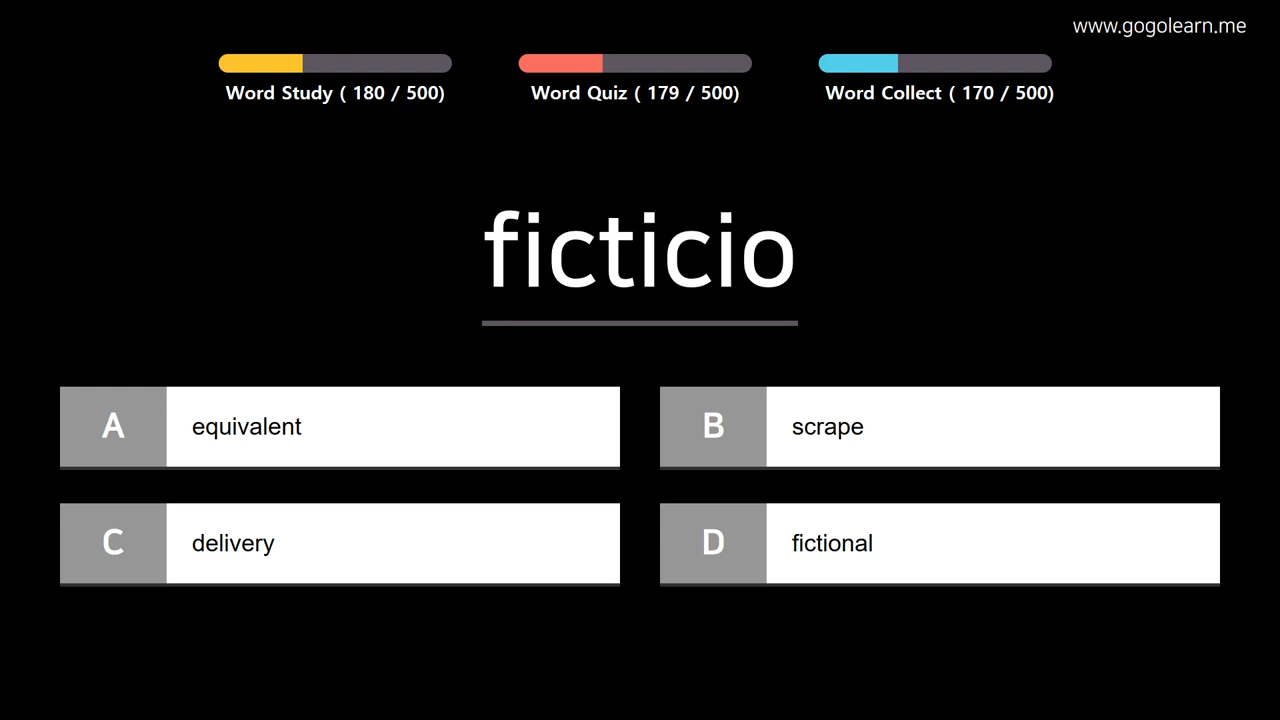 www.gogolearn.me
Word Study ( 180 / 500)
Word Quiz ( 179 / 500)
Word Collect ( 170 / 500)
ficticio
A equivalent
B scrape
C delivery
D fictional